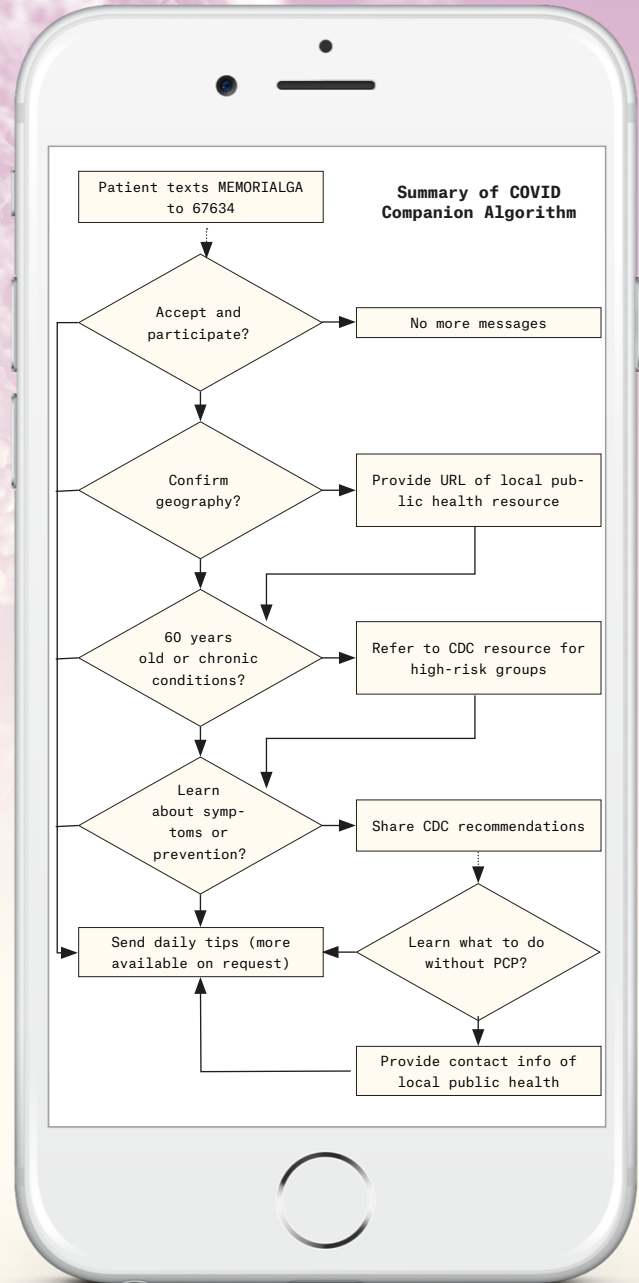 Patient texts MEMORIALGA
to 67634
Summary of COVID
Companion Algorithm
Accept and
participate?
No more messages
Confirm
geography?
Provide URL of local pub-
lic health resource
60 years
old or chronic
conditions?
Refer to CDC resource for
high-risk groups
Learn
about symp-
toms or
prevention?
Share CDC recommendations
Send daily tips (more
available on request)
Learn what to do
without PCP?
Provide contact info of
local public health